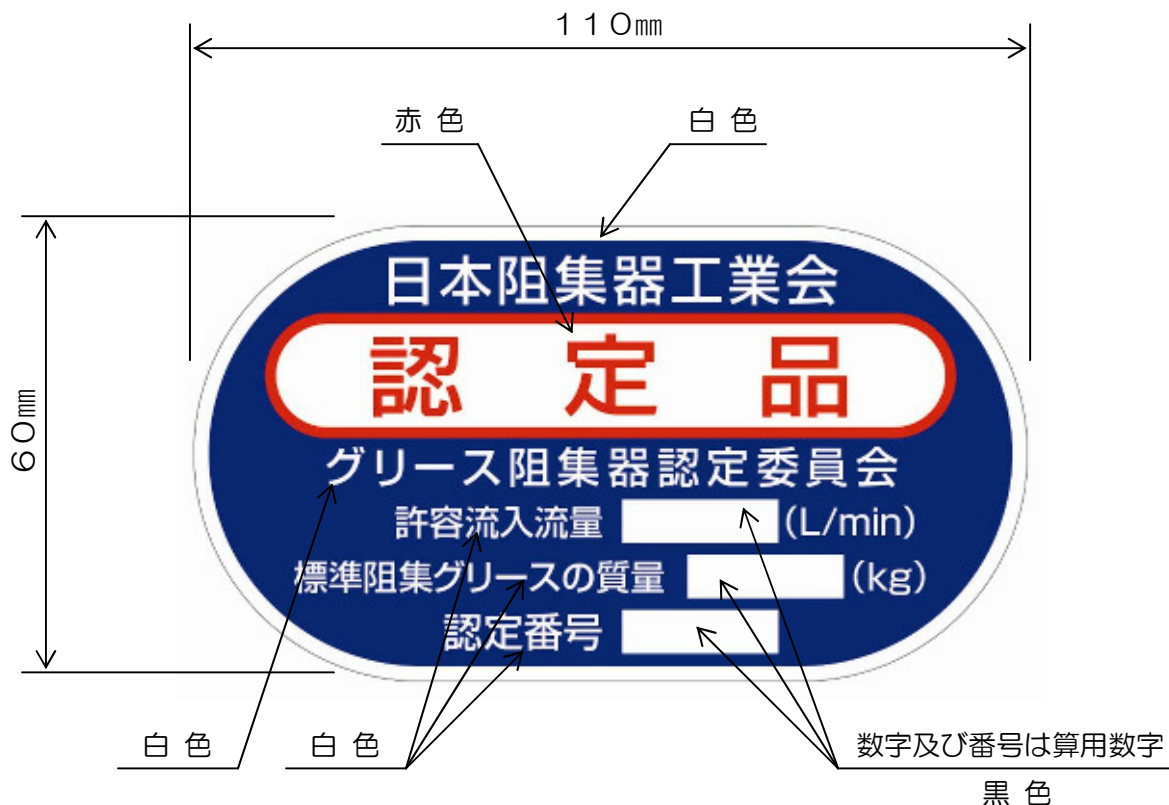 110㎜
赤色 白色
60㎜
日本阻集器工業会
認定品
グリース阻集器認定委員会
許容流入流量 (L/min)
標準阻集グリースの質量 (kg)
認定番号
白色 白色 数字及び番号は算用数字
黒色